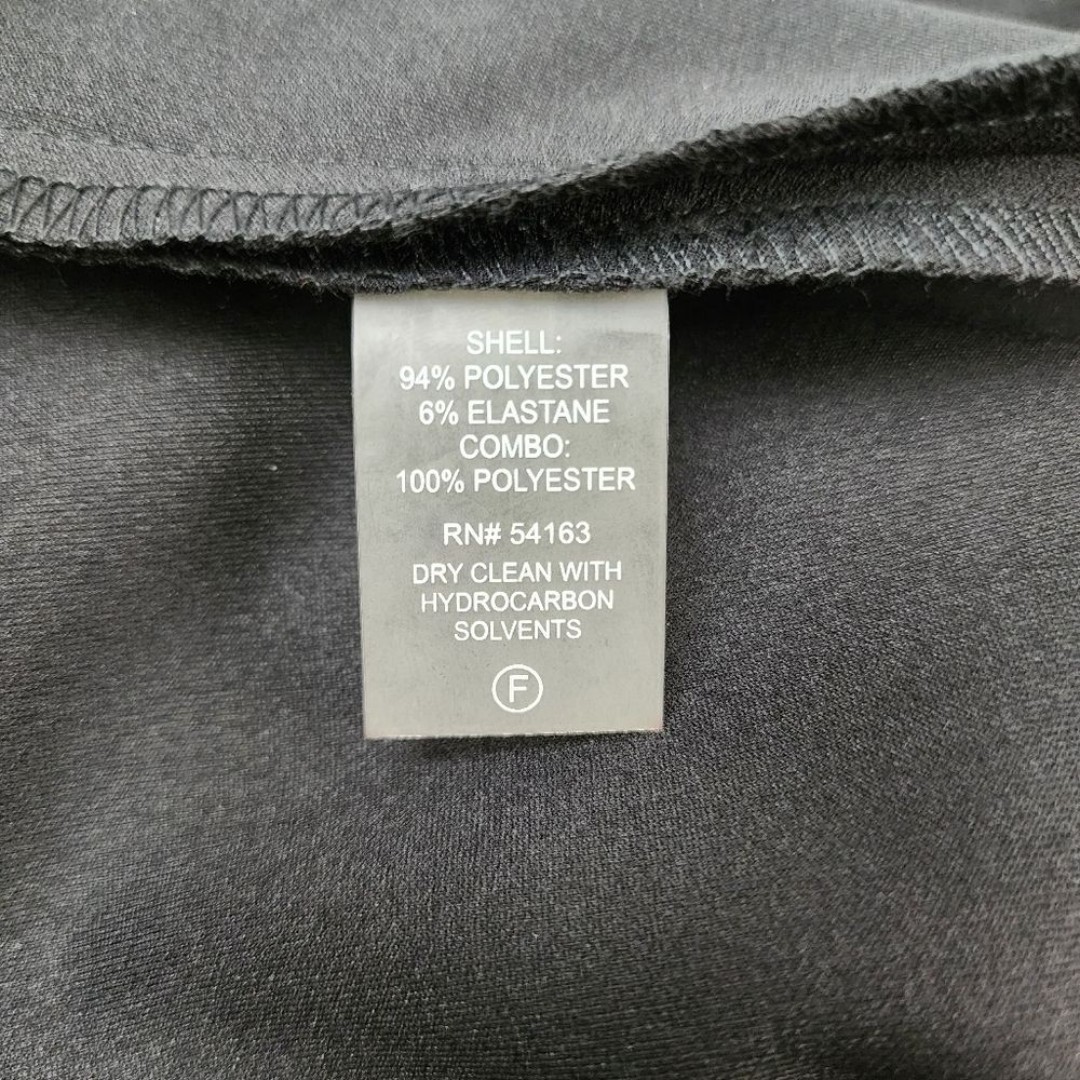 SHELL:
94% POLYESTER
6% ELASTANE
COMBO:
100% POLYESTER
RN# 54163
DRY CLEAN WITH
HYDROCARBON
SOLVENTS
F